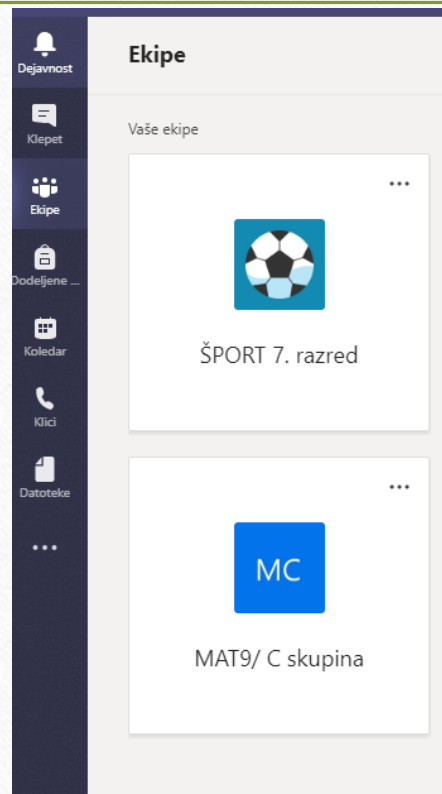 Dejavnost
Klepet
Ekipe
Dodeljene ...
Koledar
Klici
Datoteke
Ekipe
Vaše ekipe
ŠPORT 7. razred
MC
MAT9/ C skupina